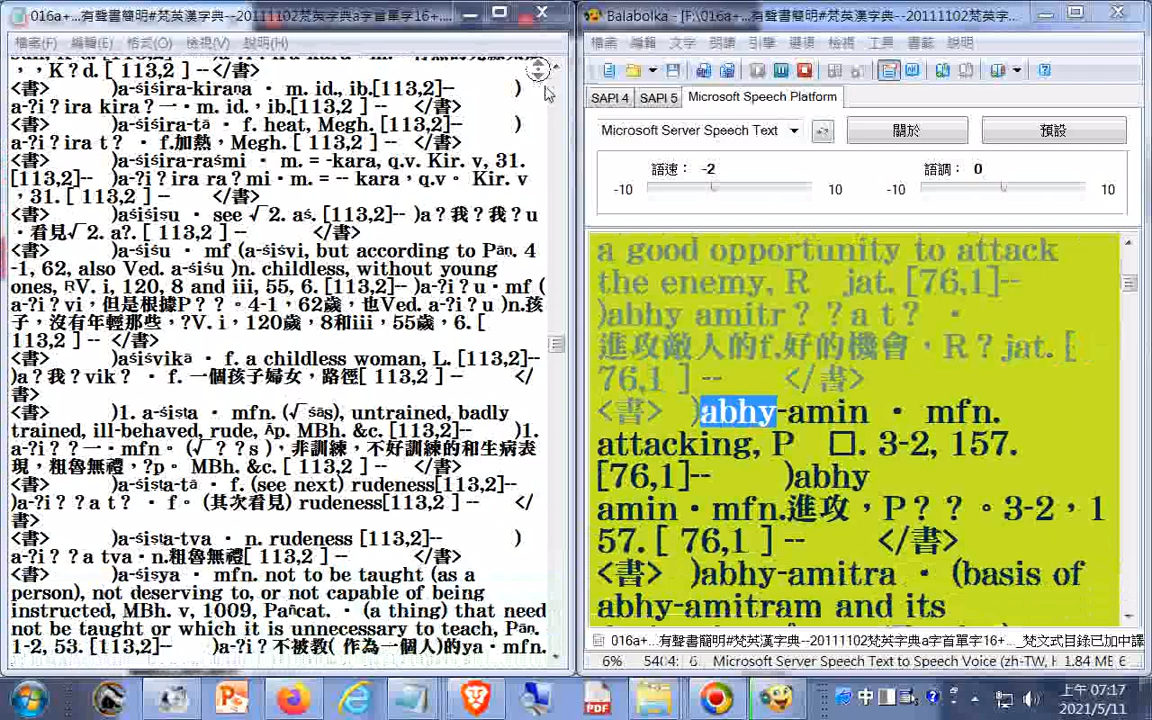 016a+...有聲書簡明#梵英漢字典--20111102梵英字典a字首單字16+...
檔案(F) 編輯(E) 格式(O) 檢視(V) 說明(H)
，，K？d. [ 113,2 ] --</書>
<書> )a-śiśira-kiraṇa • m. id., ib.[113,2]-- )
a-?i？ira kira？一・m. id.，ib.[ 113,2 ] -- </書>
<書> )a-śiśira-tā • f. heat, Megh. [113,2]-- )
a-?i？ira t？ • f.加熱，Megh. [ 113,2 ] --
</書>
<書> )a-śiśira-raśmi • m. = -kara, q.v. Kir. v, 31.
[113,2]-- )a-?i？ira ra？mi・m. = -- kara，q.v。 Kir. v
，31. [ 113,2 ] -- </書>
<書> )aśiśiṣu • see √2. aś. [113,2]-- )a？我？我？u
・看見√2. a?. [ 113,2 ] -- </書>
<書> )a-śiśu • mf (a-śiśvi, but according to Pāṇ. 4
-1, 62, also Ved. a-śiśu )n. childless, without young
ones, RV. i, 120, 8 and iii, 55, 6. [113,2]-- )a-?i？u・mf (
a-?i？vi，但是根據P？？。4-1，62歲，也Ved. a-?i？u )n.孩
子，沒有年輕那些，?V. i，120歲，8和iii，55歲，6. [
113,2 ] -- </書>
<書> )aśiśvikā • f. a childless woman, L. [113,2]--
)a？我？vik？ • f. 一個孩子婦女，路徑[ 113,2 ] -- </
書>
<書> )1. a-śiṣṭa • mfn. (√śās), untrained, badly
trained, ill-behaved, rude, Āp. MBh. &c. [113,2]-- )1.
a-?i？？一・mfn。(√？？s )，非訓練，不好訓練的和生病表
現，粗魯無禮，?p。 MBh. &c. [ 113,2 ] -- </書>
<書> )a-śiṣṭa-tā • f. (see next) rudeness[113,2]--
)a-?i？？a t？ • f。(其次看見) rudeness[113,2 ] -- </
書>
<書> )a-śiṣṭa-tva • n. rudeness [113,2]-- )
a-?i？？a tva・n.粗魯無禮[ 113,2 ] -- </書>
<書> )a-śiṣya • mfn. not to be taught (as a
person), not deserving to, or not capable of being
instructed, MBh. v, 1009, Pañcat. • (a thing) that need
not be taught or which it is unnecessary to teach, Pāṇ.
1-2, 53. [113,2]-- )a-?i？不被教( 作為一個人)的ya・mfn.
Balabolka - [F:\016a+...有聲書簡明#梵英漢字典--20111102梵英字...
檔案 編輯 文字 朗讀 引擎 選項 檢視 工具 書籤 說明
SAPI 4 SAPI 5 Microsoft Speech Platform
Microsoft Server Speech Text 關於 預設
語速： -2 語調： 0
-10 10 -10 10
a good opportunity to attack
the enemy, R jat. [76,1]--
)abhy amitr？？a t？ •
進攻敵人的f.好的機會，R？jat. [
76,1 ] -- </書>
<書> )abhy-amin • mfn.
attacking, P □. 3-2, 157.
[76,1]-- )abhy
amin・mfn.進攻，P？？。3-2，1
57. [ 76,1 ] -- </書>
<書> )abhy-amitra • (basis of
abhy-amitram and its
016a+...有聲書簡明#梵英漢字典--20111102梵英字典a字首單字16+... 梵文式目錄已加中譯
6% 5404: 6 Microsoft Server Speech Text to Speech Voice (zh-TW, H 1.84 ME
中
上午 07:17
2021/5/11